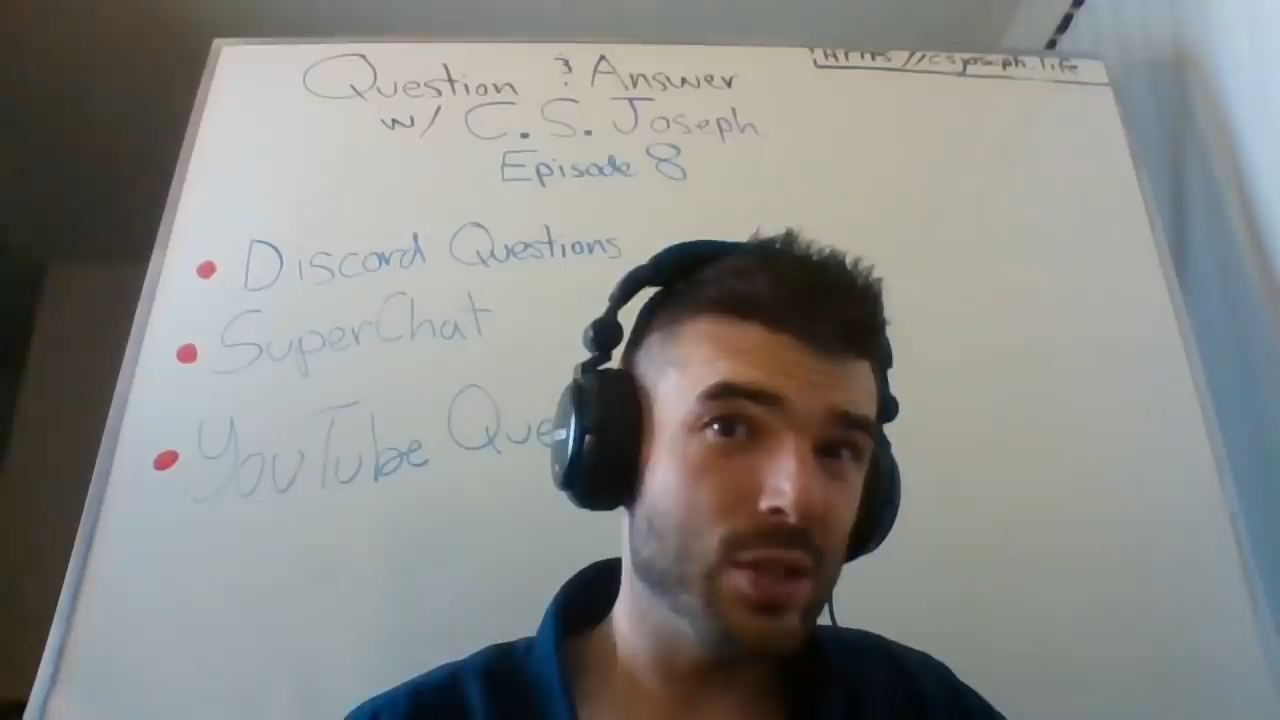 Question & Answer
w/ C.S. Joseph
Episode 8
https://csjoseph.life
• Discord Questions
• SuperChat
• YouTube Que